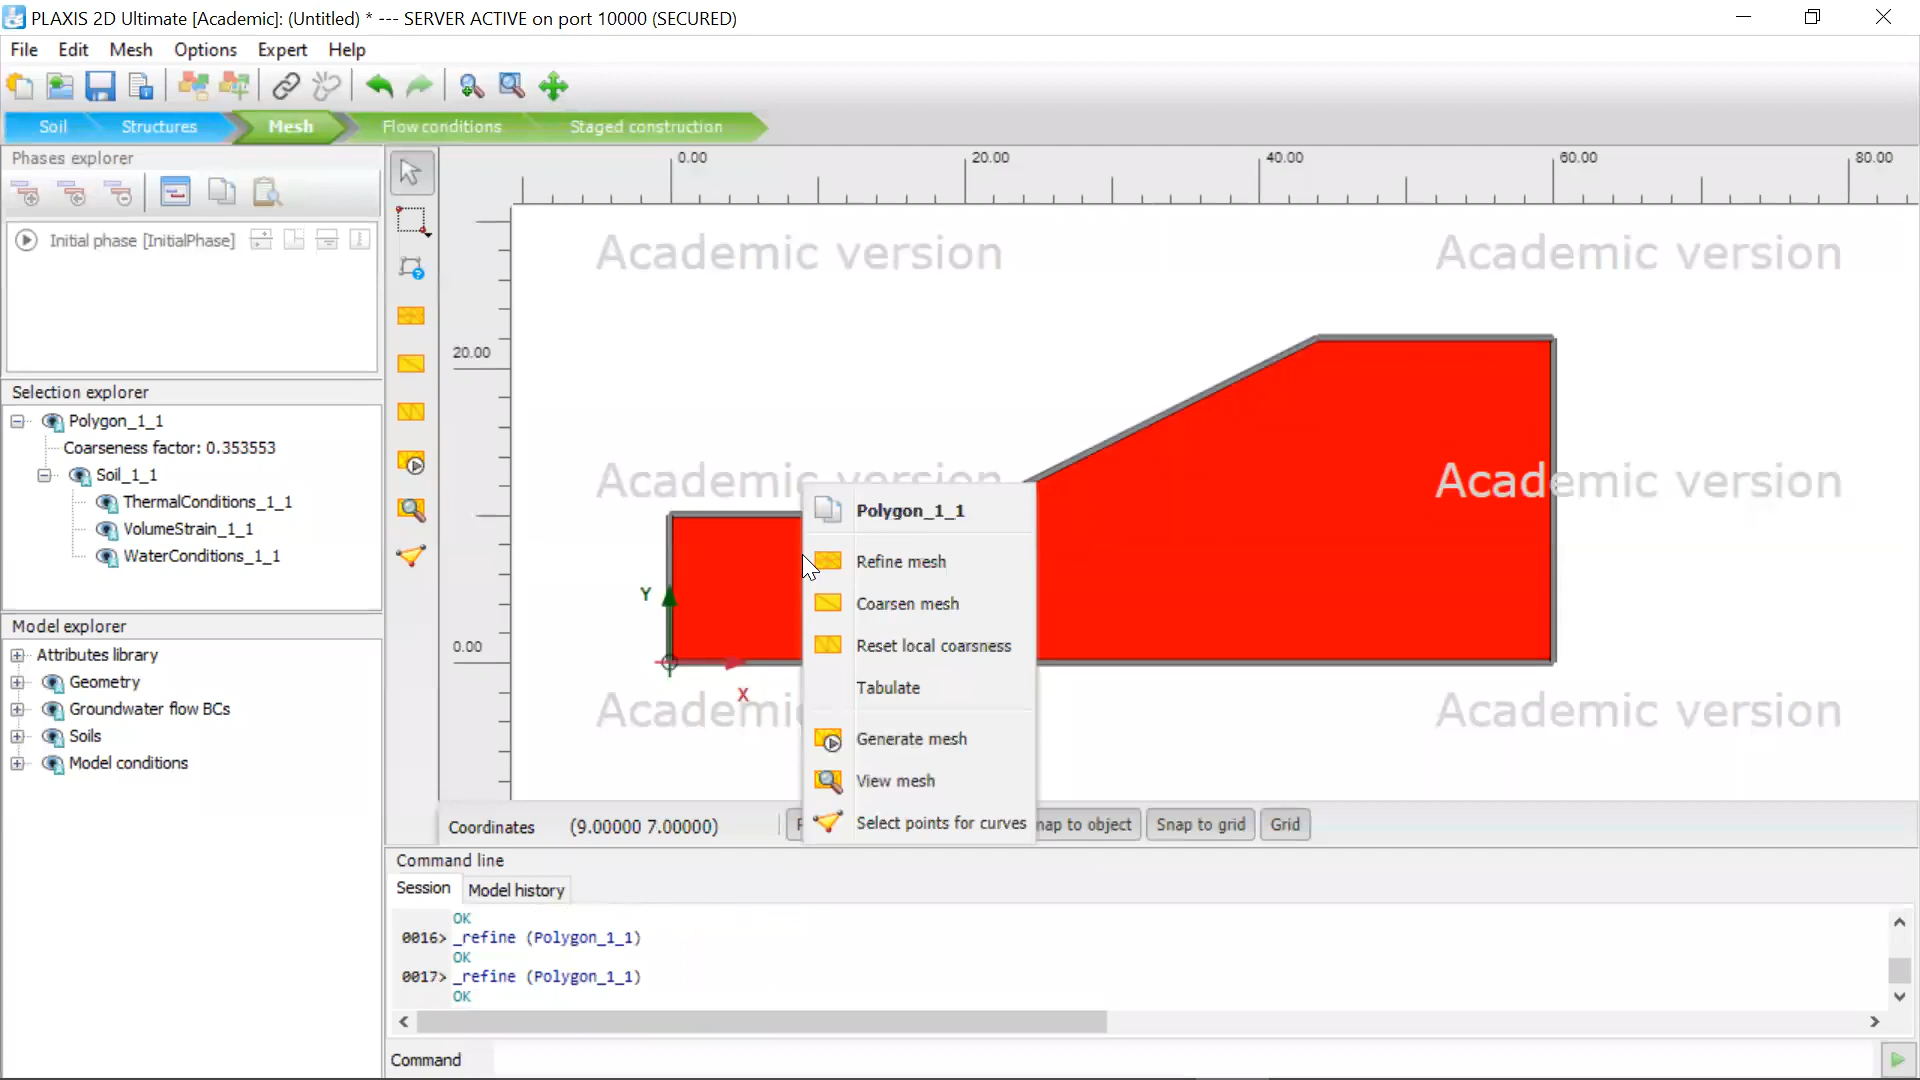 PLAXIS 2D Ultimate [Academic]: (Untitled) * --- SERVER ACTIVE on port 10000 (SECURED)
File Edit Mesh Options Expert Help
Soil Structures Mesh Flow conditions Staged construction
Phases explorer
Initial phase [InitialPhase]
Selection explorer
Polygon_1_1
Coarseness factor: 0.353553
Soil_1_1
ThermalConditions_1_1
VolumeStrain_1_1
WaterConditions_1_1
Model explorer
Attributes library
Geometry
Groundwater flow BCs
Soils
Model conditions
0.00 20.00 40.00 60.00 80.00
20.00
0.00
Academic version Academic version
Academic version Academic version
Academi Academic version
Y
X
Polygon_1_1
Refine mesh
Coarsen mesh
Reset local coarsness
Tabulate
Generate mesh
View mesh
Select points for curves
Coordinates (9.00000 7.00000) nap to object Snap to grid Grid
Command line
Session Model history
OK
0016> _refine (Polygon_1_1)
OK
0017> _refine (Polygon_1_1)
OK
Command